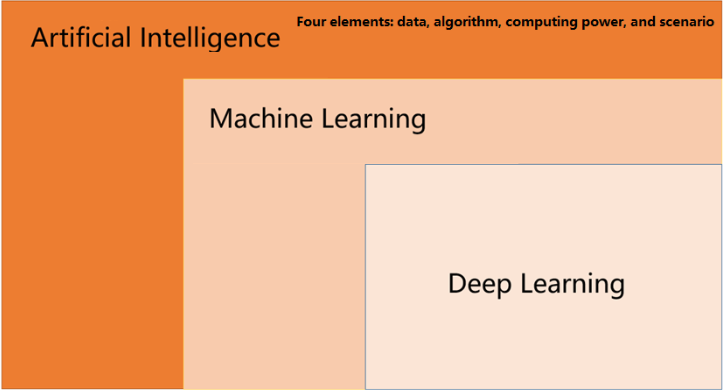 Artificial Intelligence
Four elements: data, algorithm, computing power, and scenario
Machine Learning
Deep Learning